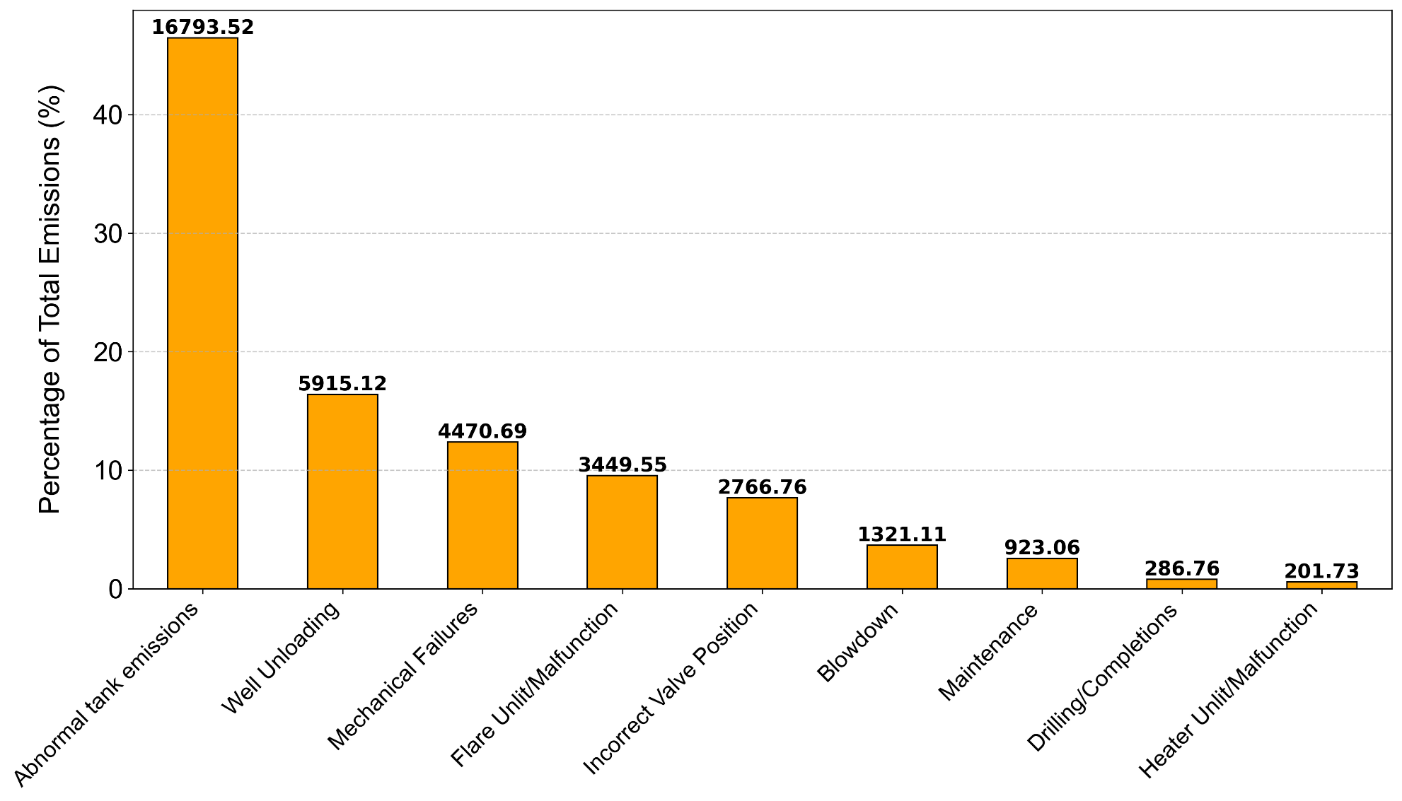 Percentage of Total Emissions (%)
40
30
20
10
0
16793.52
5915.12
4470.69
3449.55
2766.76
1321.11
923.06
286.76
201.73
Abnormal tank emissions
Well Unloading
Mechanical Failures
Flare Unlit/Malfunction
Incorrect Valve Position
Blowdown
Maintenance
Drilling/Completions
Heater Unlit/Malfunction